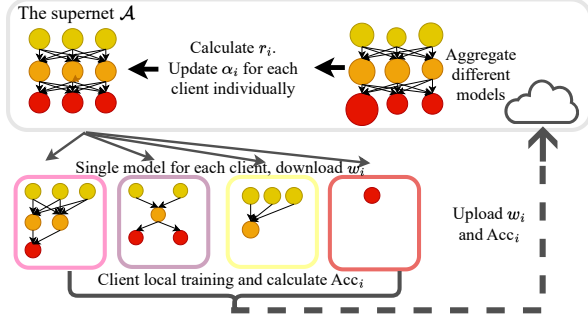 The supernet 𝒜
Calculate rᵢ.
Update αᵢ for each
client individually
Aggregate
different
models
Single model for each client, download wᵢ
Upload wᵢ
and Accᵢ
Client local training and calculate Accᵢ